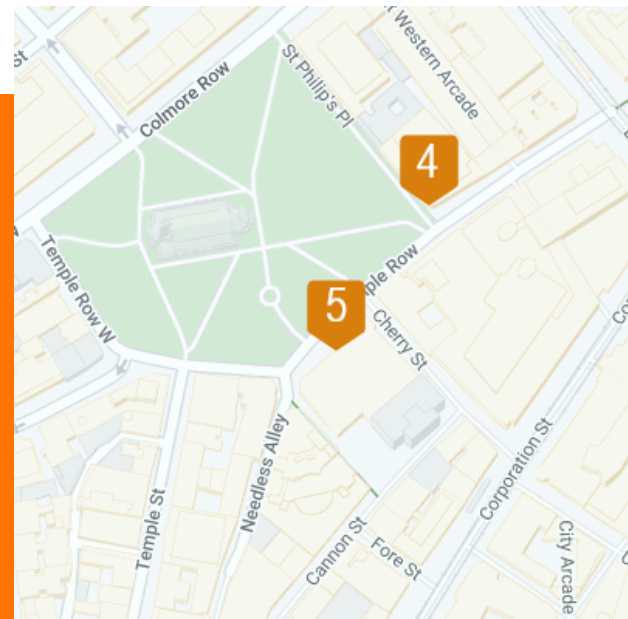 St
Colmore Row
St Philip's Pl
t Western Arcade
4
Temple Row W
ple Row
5
Cherry St
Needless Alley
Corporation St
Temple St
Cannon St
Fore St
City Arcade